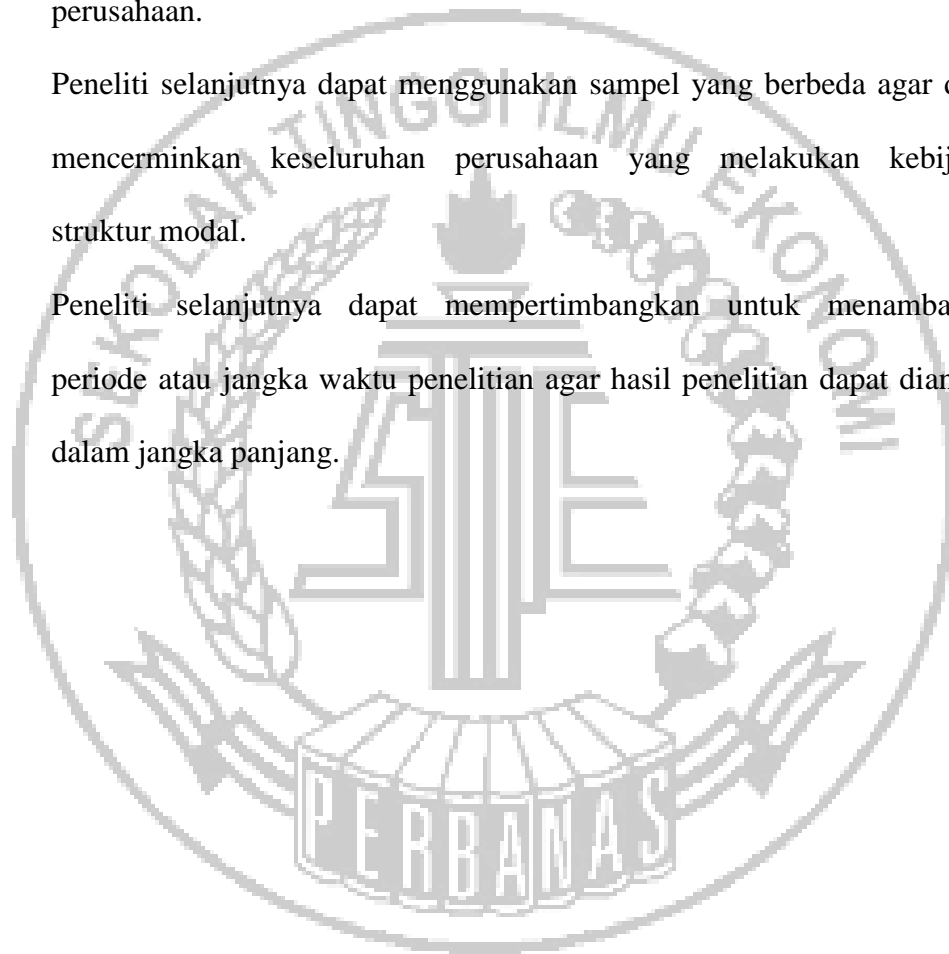 perusahaan.
Peneliti selanjutnya dapat menggunakan sampel yang berbeda agar
mencerminkan keseluruhan perusahaan yang melakukan
struktur modal.
Peneliti selanjutnya dapat mempertimbangkan untuk
periode atau jangka waktu penelitian agar hasil penelitian dapat
dalam jangka panjang.
SEKOLAH TINGGI ILMU EKONOMI
STIE
PERBANAS